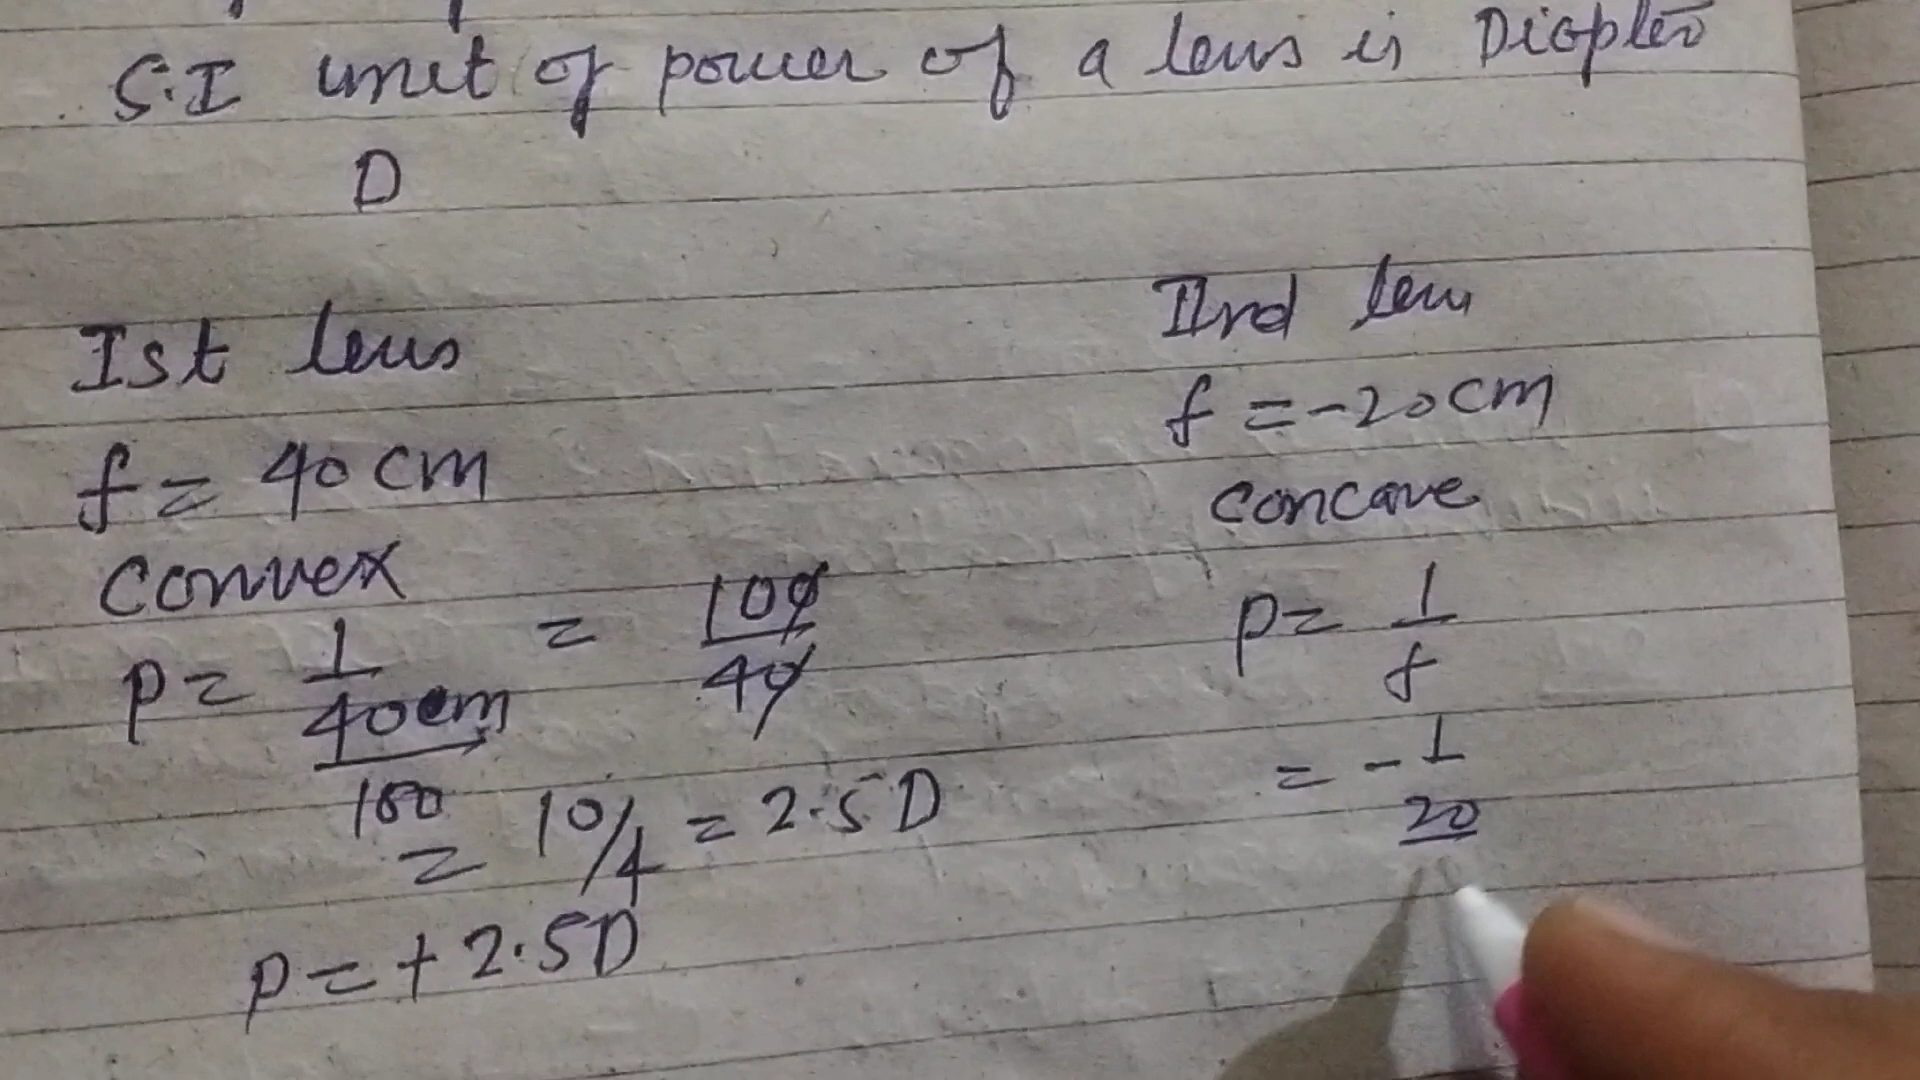 S.I unit of power of a lens is Diopter
D
Ist lens
f = 40 cm
Convex
P = 1/40cm/100 = 100/40
= 10/4 = 2.5 D
P = + 2.5D
IInd lens
f = -20cm
Concave
P = 1/f
= -1/20